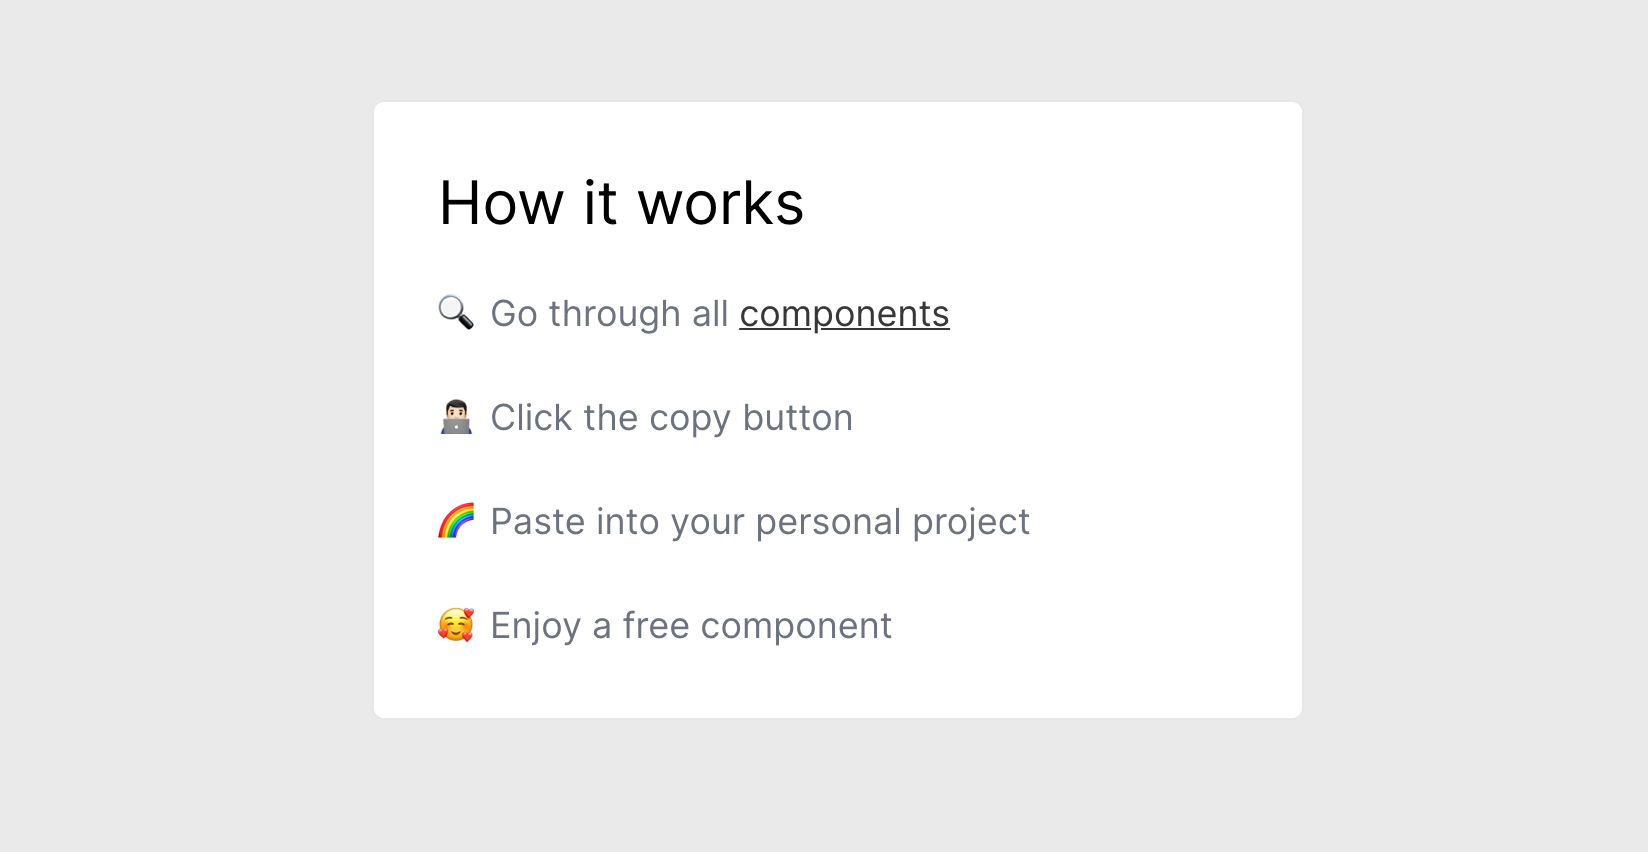 How it works
🔍 Go through all components
👨🏻‍💻 Click the copy button
🌈 Paste into your personal project
🥰 Enjoy a free component